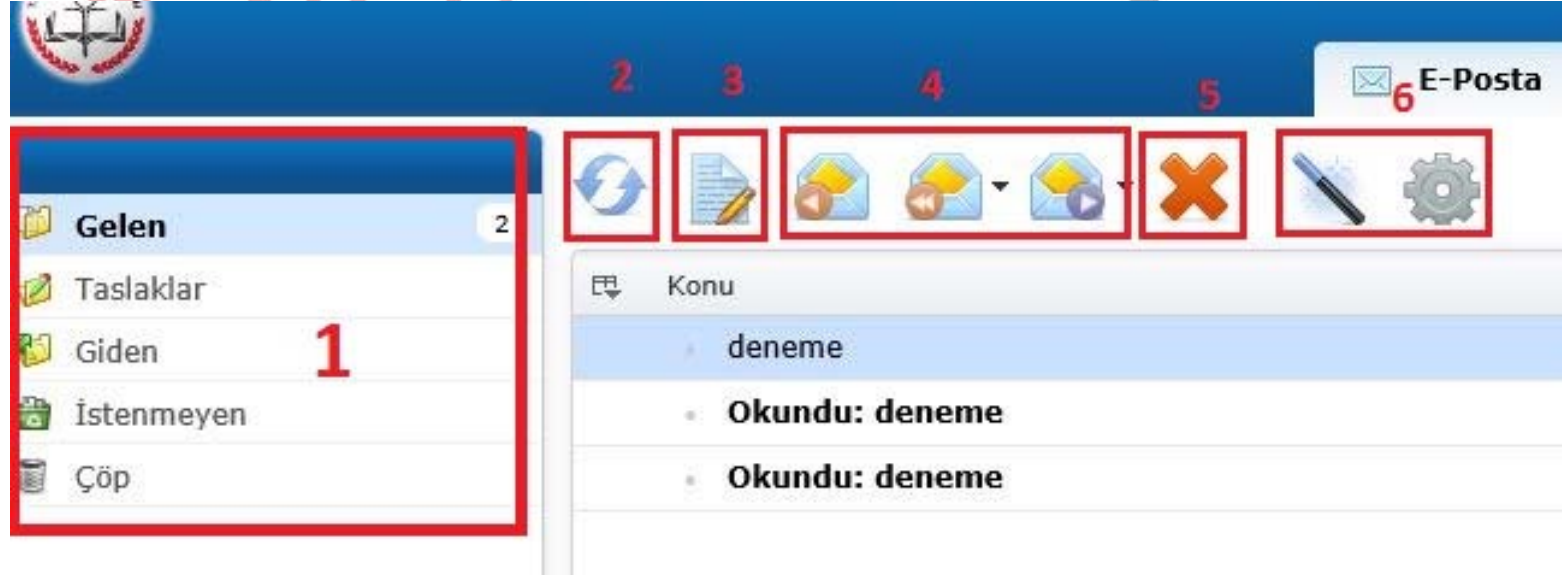 2 3 4 5 6 E-Posta
Gelen 2
Taslaklar
Giden
1
İstenmeyen
Çöp
Konu
deneme
Okundu: deneme
Okundu: deneme